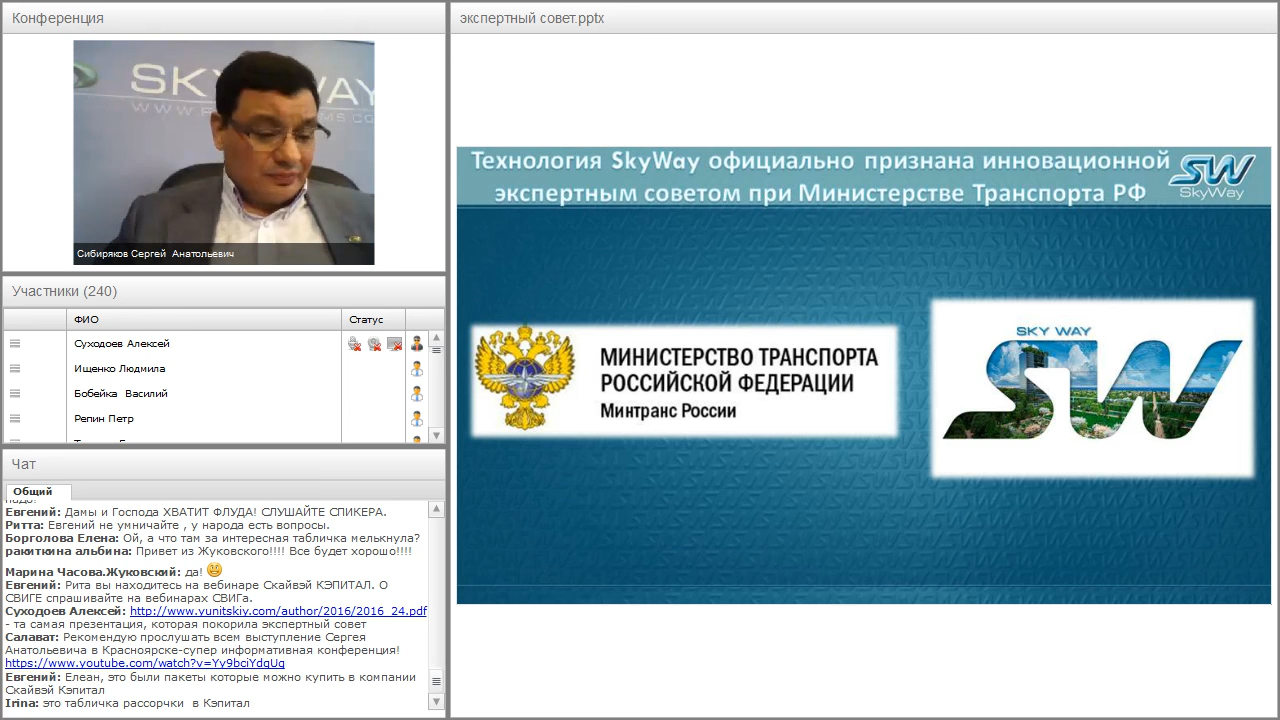 Конференция
SKYWAY
Сибиряков Сергей Анатольевич
Участники (240)
ФИО
Статус
Суходоев Алексей
Ищенко Людмила
Бобейка Василий
Репин Петр
Чат
Общий
Евгений: Дамы и Господа ХВАТИТ ФЛУДА! СЛУШАЙТЕ СПИКЕРА.
Ритта: Евгений не умничайте , у народа есть вопросы.
Борголова Елена: Ой, а что там за интересная табличка мелькнула?
ракиткина альбина: Привет из Жуковского!!!! Все будет хорошо!!!!
Марина Часова.Жуковский: да!
Евгений: Рита вы находитесь на вебинаре Скайвэй КЭПИТАЛ. О
СВИГЕ спрашивайте на вебинарах СВИГа.
Суходоев Алексей: http://www.yunitskiy.com/author/2016/2016_24.pdf
- та самая презентация, которая покорила экспертный совет
Салават: Рекомендую прослушать всем выступление Сергея
Анатольевича в Красноярске-супер информативная конференция!
https://www.youtube.com/watch?v=Yy9bciYdqUg
Евгений: Елеан, это были пакеты которые можно купить в компании
Скайвэй Кэпитал
Irina: это табличка рассорчки в Кэпитал
экспертный совет.pptx
Технология SkyWay официально признана инновационной
экспертным советом при Министерстве Транспорта РФ
SW
SkyWay
МИНИСТЕРСТВО ТРАНСПОРТА
РОССИЙСКОЙ ФЕДЕРАЦИИ
Минтранс России
SKY WAY
SW